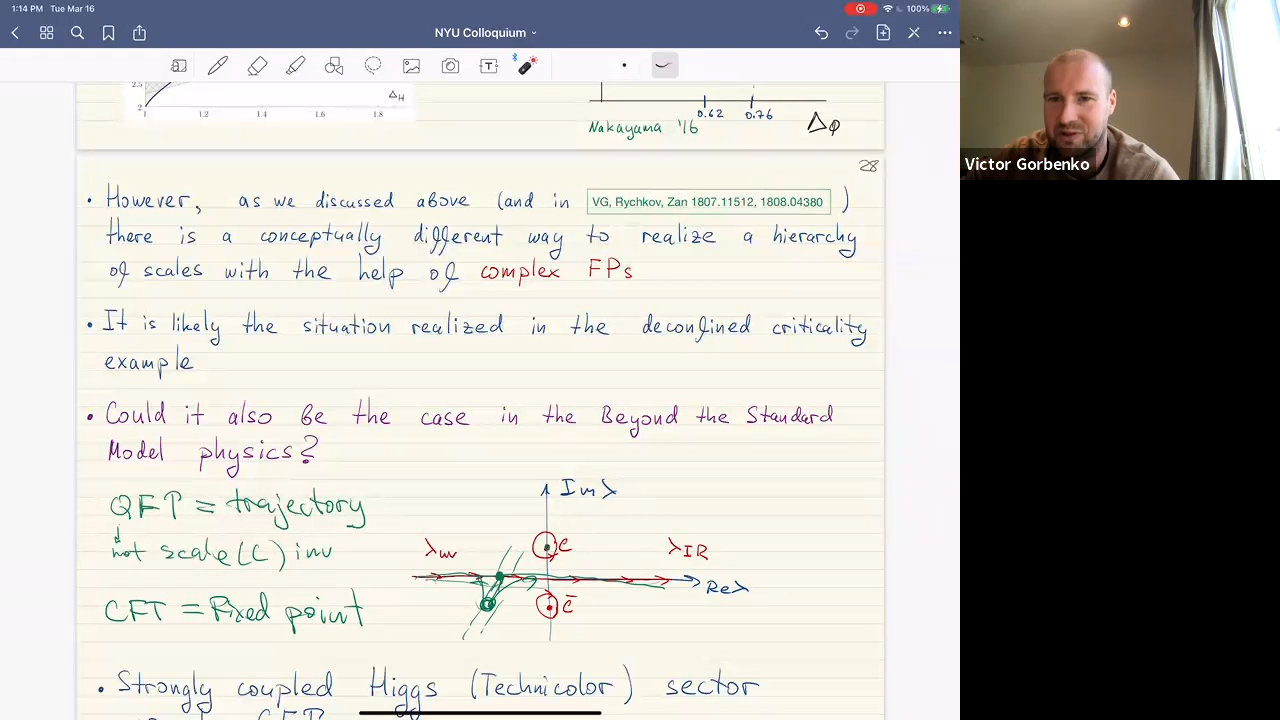 1:14 PM Tue Mar 16
100%
NYU Colloquium
2.5
2
1
1.2
1.4
1.6
1.8
Δ_H
0.62
0.76
Δφ
Nakayama '16
28
• However, as we discussed above (and in VG, Rychkov, Zan 1807.11512, 1808.04380 )
there is a conceptually different way to realize a hierarchy
of scales with the help of complex FPs
• It is likely the situation realized in the deconfined criticality
example
• Could it also be the case in the Beyond the Standard
Model physics?
QFT = trajectory
not scale(C) inv
CFT = Fixed point
Im λ
λ_UV
C
λ_IR
Re λ
C̄
• Strongly coupled Higgs (Technicolor) sector
Victor Gorbenko